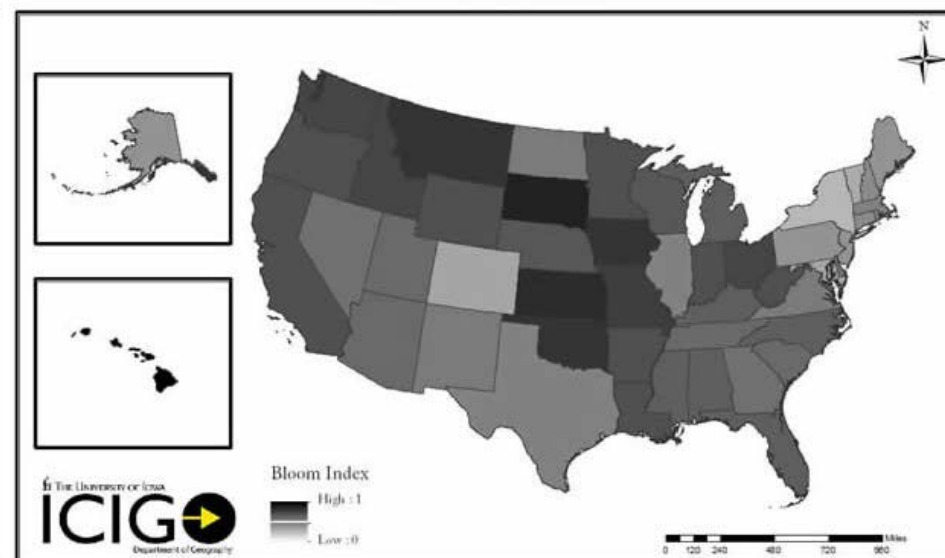 N
THE UNIVERSITY OF IOWA
ICIGO
Department of Geography
Bloom Index
High : 1
Low : 0
Miles
0 120 240 480 720 960